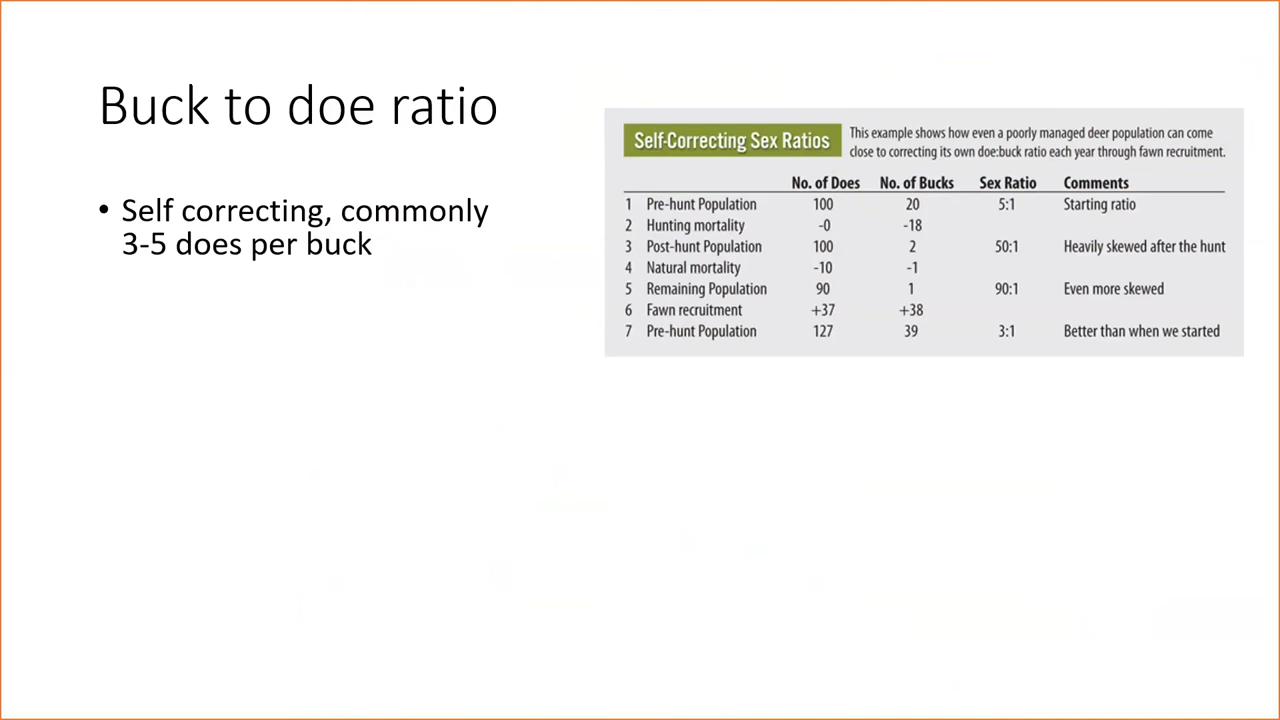 Buck to doe ratio
• Self correcting, commonly
3-5 does per buck
Self-Correcting Sex Ratios
This example shows how even a poorly managed deer population can come
close to correcting its own doe:buck ratio each year through fawn recruitment.
No. of Does No. of Bucks Sex Ratio Comments
1 Pre-hunt Population 100 20 5:1 Starting ratio
2 Hunting mortality -0 -18
3 Post-hunt Population 100 2 50:1 Heavily skewed after the hunt
4 Natural mortality -10 -1
5 Remaining Population 90 1 90:1 Even more skewed
6 Fawn recruitment +37 +38
7 Pre-hunt Population 127 39 3:1 Better than when we started